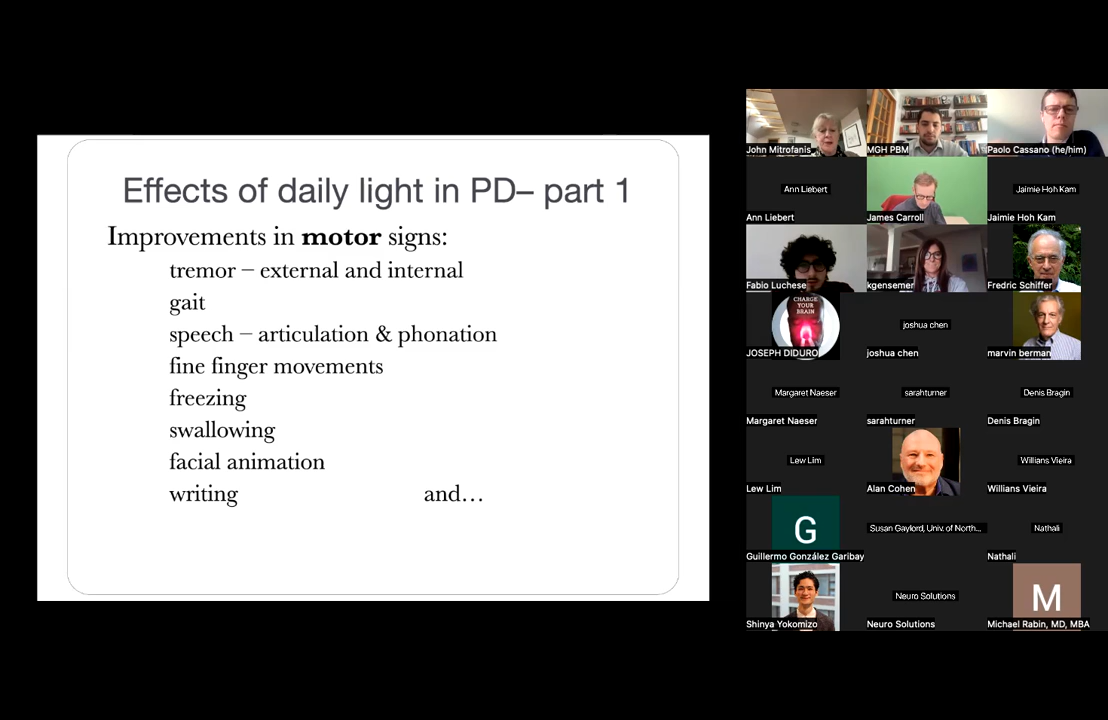 Effects of daily light in PD– part 1
Improvements in motor signs:
tremor – external and internal
gait
speech – articulation & phonation
fine finger movements
freezing
swallowing
facial animation
writing and…
John Mitrofanis
MGH PBM
Paolo Cassano (he/him)
Ann Liebert
Ann Liebert
James Carroll
Jaimie Hoh Kam
Jaimie Hoh Kam
Fabio Luchese
kgensemer
Fredric Schiffer
CHARGE
YOUR
BRAIN
JOSEPH DIDURO
joshua chen
joshua chen
marvin berman
Margaret Naeser
Margaret Naeser
sarahturner
sarahturner
Denis Bragin
Denis Bragin
Lew Lim
Lew Lim
Alan Cohen
Willians Vieira
Willians Vieira
G
Guillermo González Garibay
Susan Gaylord, Univ. of North...
Nathali
Nathali
Shinya Yokomizo
Neuro Solutions
Neuro Solutions
M
Michael Rabin, MD, MBA